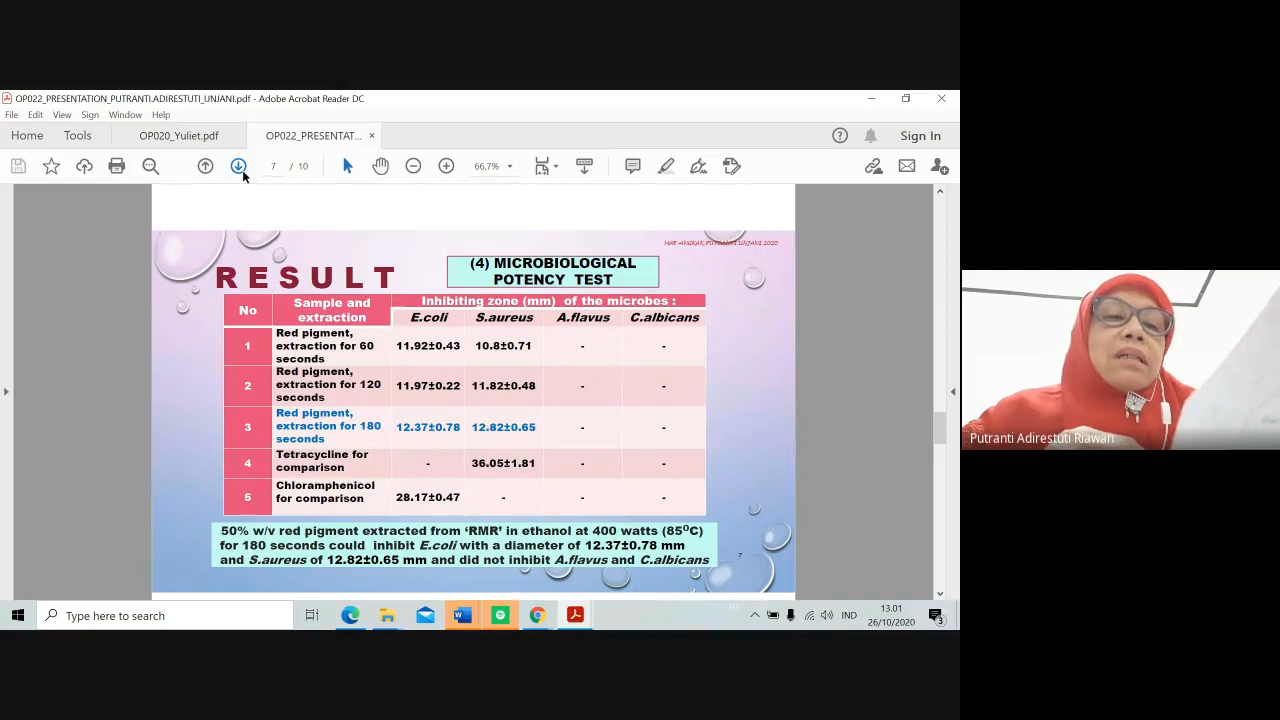 OP022_PRESENTATION_PUTRANTI.ADIRESTUTI_UNJANI.pdf - Adobe Acrobat Reader DC
File Edit View Sign Window Help
Home Tools OP020_Yuliet.pdf OP022_PRESENTAT... × Sign In
7 / 10 66.7%
RESULT
(4) MICROBIOLOGICAL
POTENCY TEST
No
Sample and
extraction
Inhibiting zone (mm) of the microbes :
E.coli S.aureus A.flavus C.albicans
1
Red pigment,
extraction for 60
seconds
11.92±0.43 10.8±0.71 - -
2
Red pigment,
extraction for 120
seconds
11.97±0.22 11.82±0.48 - -
3
Red pigment,
extraction for 180
seconds
12.37±0.78 12.82±0.65 - -
4
Tetracycline for
comparison
- 36.05±1.81 - -
5
Chloramphenicol
for comparison
28.17±0.47 - - -
50% w/v red pigment extracted from ‘RMR’ in ethanol at 400 watts (85⁰C)
for 180 seconds could inhibit E.coli with a diameter of 12.37±0.78 mm
and S.aureus of 12.82±0.65 mm and did not inhibit A.flavus and C.albicans
7
Putranti Adirestuti Riawan
Type here to search
IND
13.01
26/10/2020
3